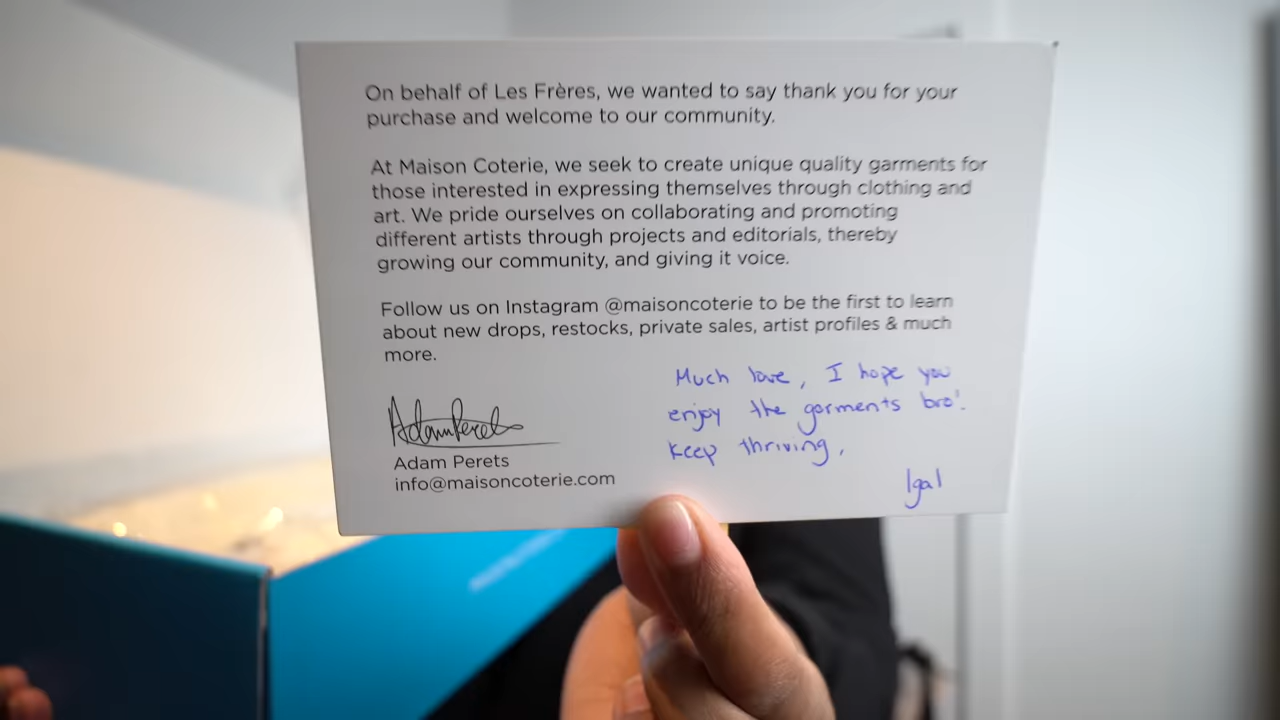 On behalf of Les Frères, we wanted to say thank you for your
purchase and welcome to our community.
At Maison Coterie, we seek to create unique quality garments for
those interested in expressing themselves through clothing and
art. We pride ourselves on collaborating and promoting
different artists through projects and editorials, thereby
growing our community, and giving it voice.
Follow us on Instagram @maisoncoterie to be the first to learn
about new drops, restocks, private sales, artist profiles & much
more.
Adam Perets
Adam Perets
info@maisoncoterie.com
Much love, I hope you
enjoy the garments bro!
keep thriving,
Igal